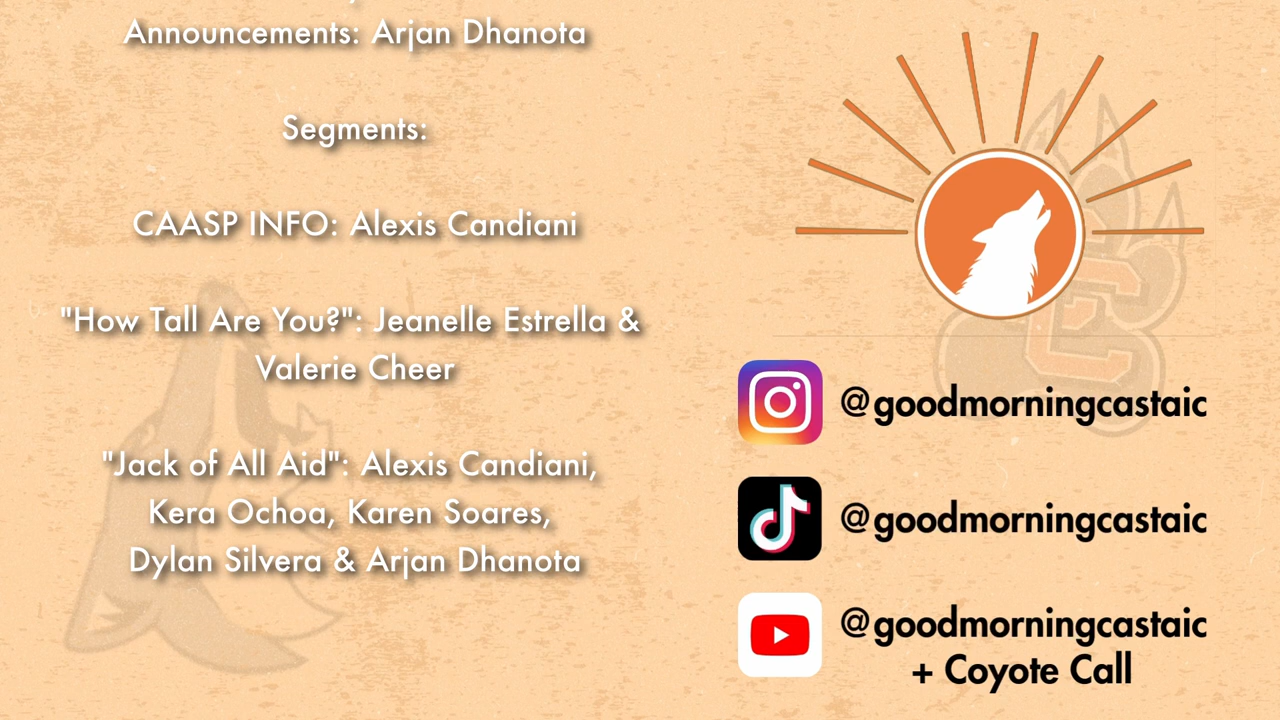 Announcements: Arjan Dhanota
Segments:
CAASP INFO: Alexis Candiani
"How Tall Are You?": Jeanelle Estrella &
Valerie Cheer
"Jack of All Aid": Alexis Candiani,
Kera Ochoa, Karen Soares,
Dylan Silvera & Arjan Dhanota
@goodmorningcastaic
@goodmorningcastaic
@goodmorningcastaic
+ Coyote Call
C